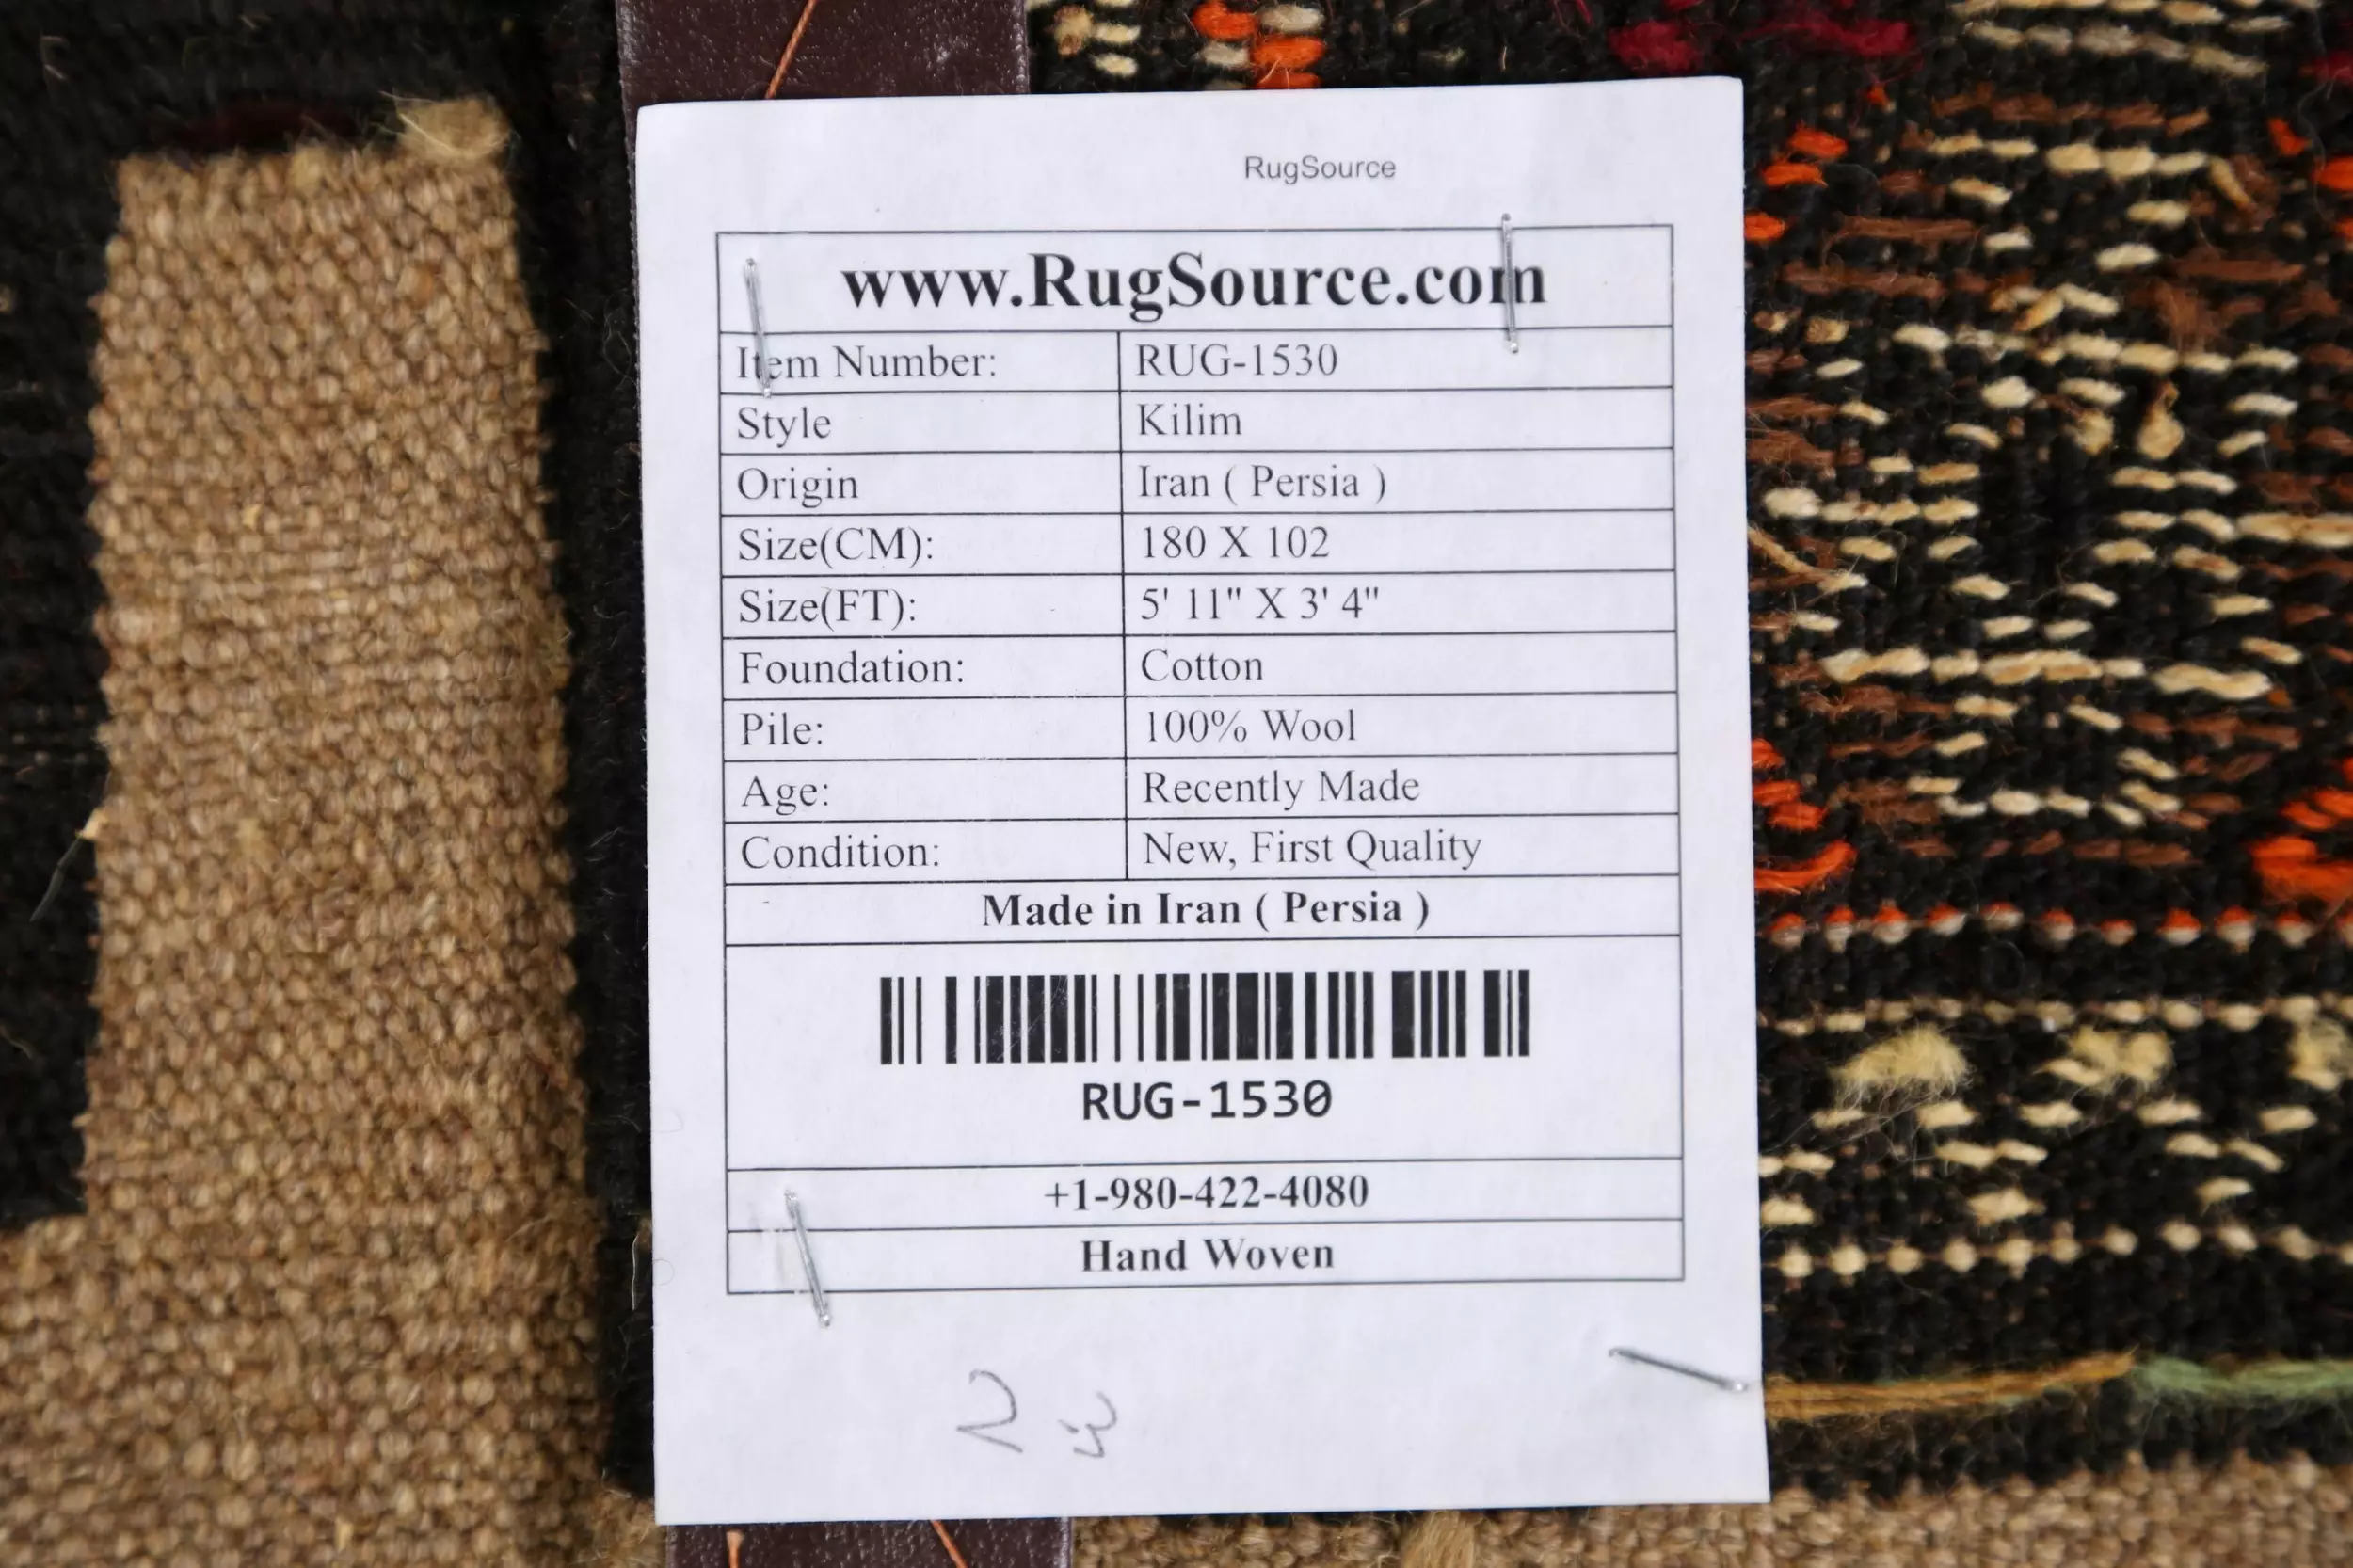 RugSource
www.RugSource.com
Item Number: RUG-1530
Style Kilim
Origin Iran ( Persia )
Size(CM): 180 X 102
Size(FT): 5' 11" X 3' 4"
Foundation: Cotton
Pile: 100% Wool
Age: Recently Made
Condition: New, First Quality
Made in Iran ( Persia )
RUG-1530
+1-980-422-4080
Hand Woven